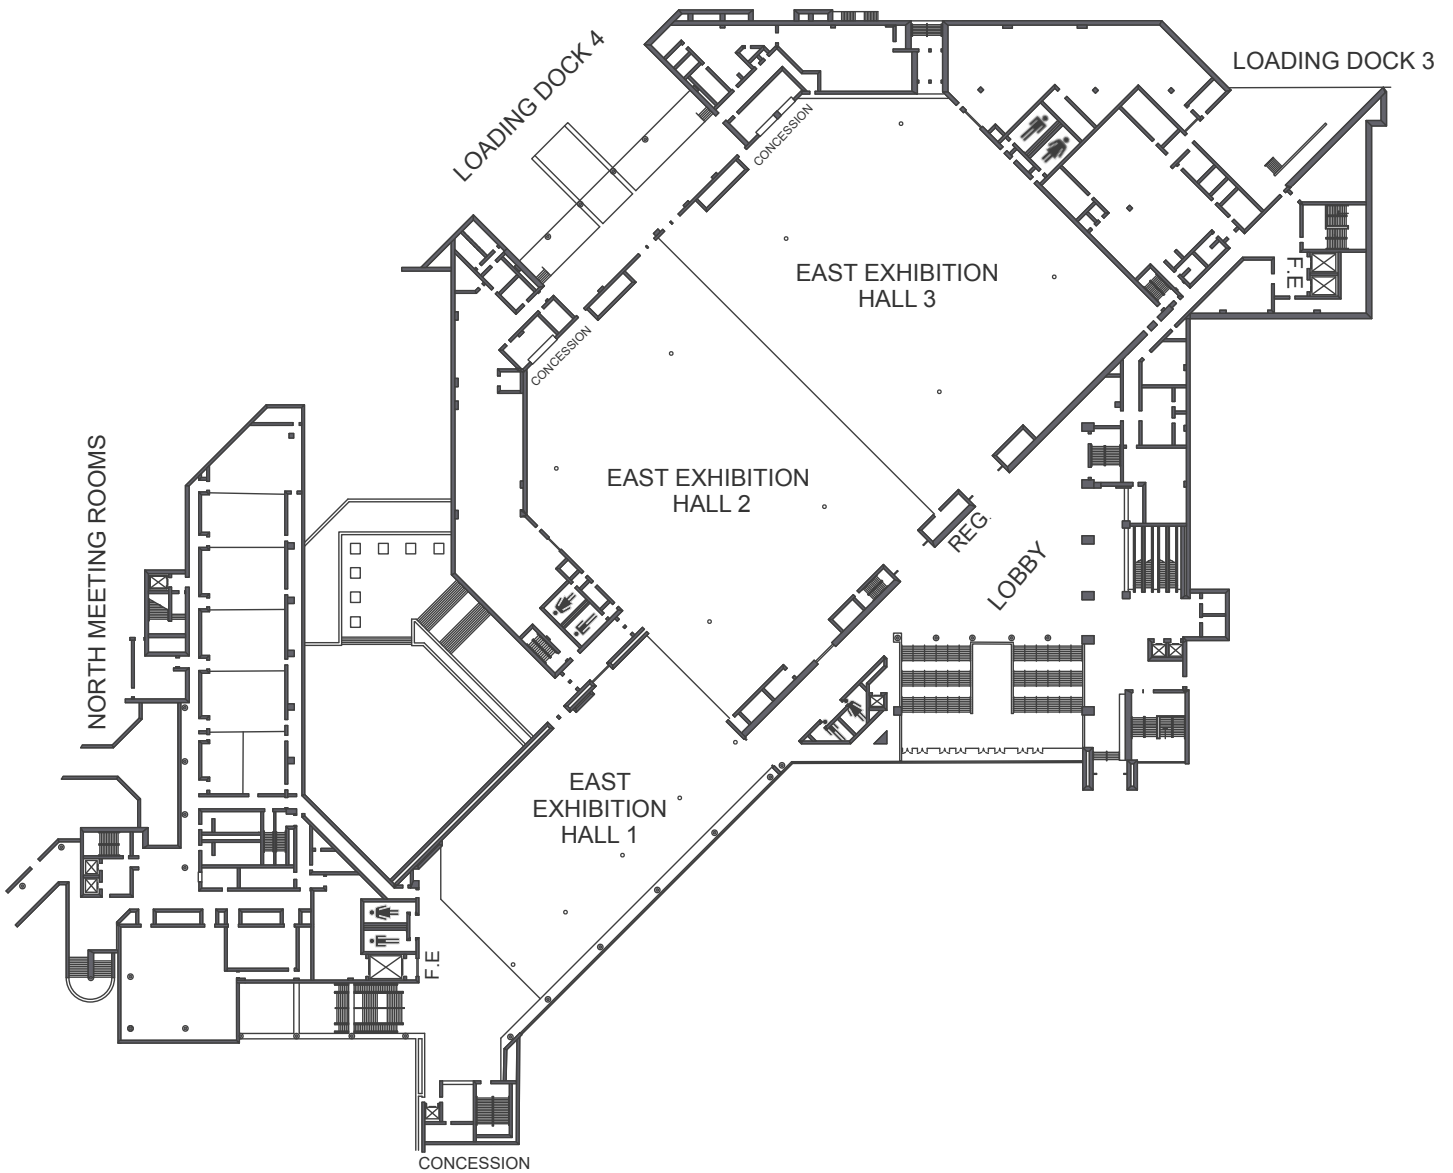 LOADING DOCK 4
LOADING DOCK 3
CONCESSION
EAST EXHIBITION
HALL 3
F.E
CONCESSION
NORTH MEETING ROOMS
EAST EXHIBITION
HALL 2
REG.
LOBBY
EAST
EXHIBITION
HALL 1
F.E
CONCESSION